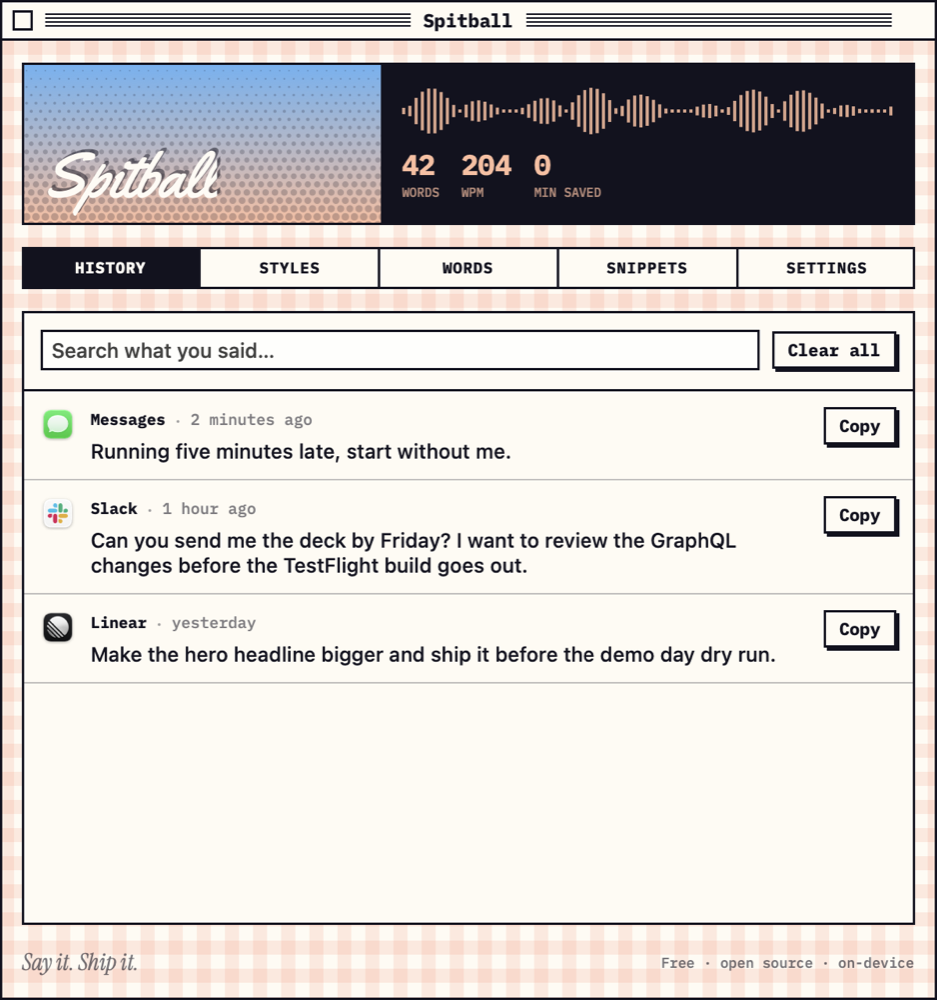 Spitball
Spitball
42 204 0
WORDS WPM MIN SAVED
HISTORY STYLES WORDS SNIPPETS SETTINGS
Search what you said... Clear all
Messages · 2 minutes ago Copy
Running five minutes late, start without me.
Slack · 1 hour ago Copy
Can you send me the deck by Friday? I want to review the GraphQL
changes before the TestFlight build goes out.
Linear · yesterday Copy
Make the hero headline bigger and ship it before the demo day dry run.
Say it. Ship it. Free · open source · on-device